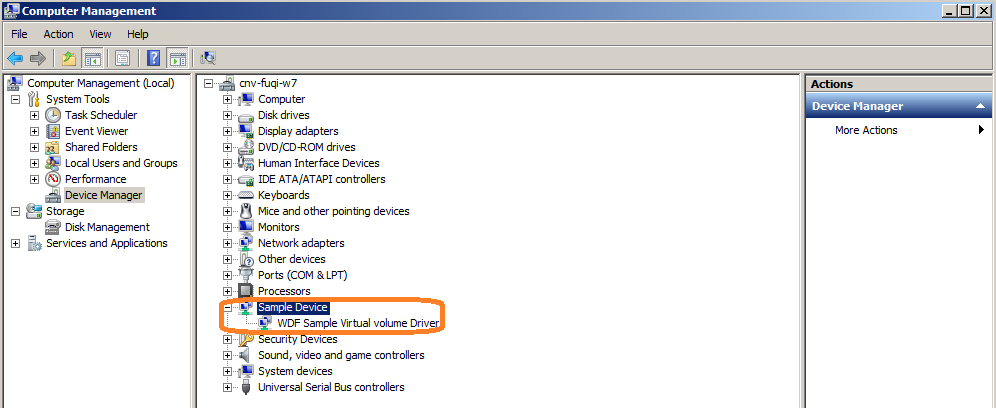 Computer Management
File Action View Help
Computer Management (Local)
System Tools
Task Scheduler
Event Viewer
Shared Folders
Local Users and Groups
Performance
Device Manager
Storage
Disk Management
Services and Applications
cnv-fuqi-w7
Computer
Disk drives
Display adapters
DVD/CD-ROM drives
Human Interface Devices
IDE ATA/ATAPI controllers
Keyboards
Mice and other pointing devices
Monitors
Network adapters
Other devices
Ports (COM & LPT)
Processors
Sample Device
WDF Sample Virtual volume Driver
Security Devices
Sound, video and game controllers
System devices
Universal Serial Bus controllers
Actions
Device Manager
More Actions